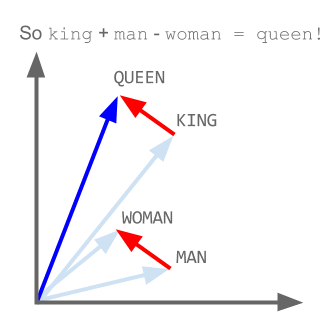 So king + man - woman = queen!
QUEEN
KING
WOMAN
MAN